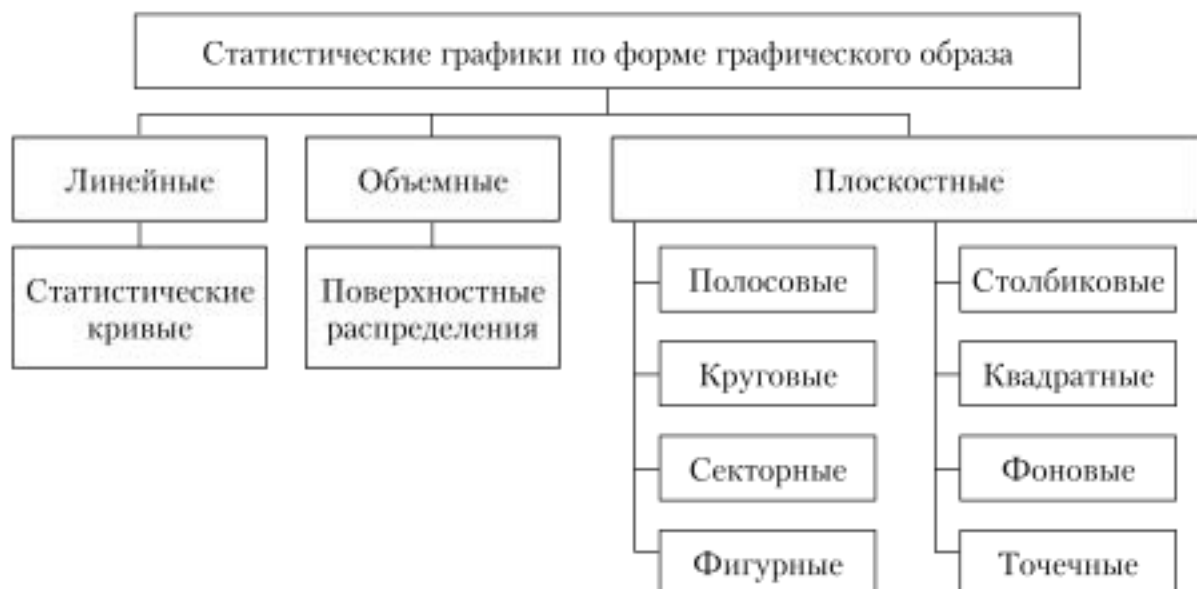 Статистические графики по форме графического образа
Линейные
Объемные
Плоскостные
Статистические
кривые
Поверхностные
распределения
Полосовые
Столбиковые
Круговые
Квадратные
Секторные
Фоновые
Фигурные
Точечные